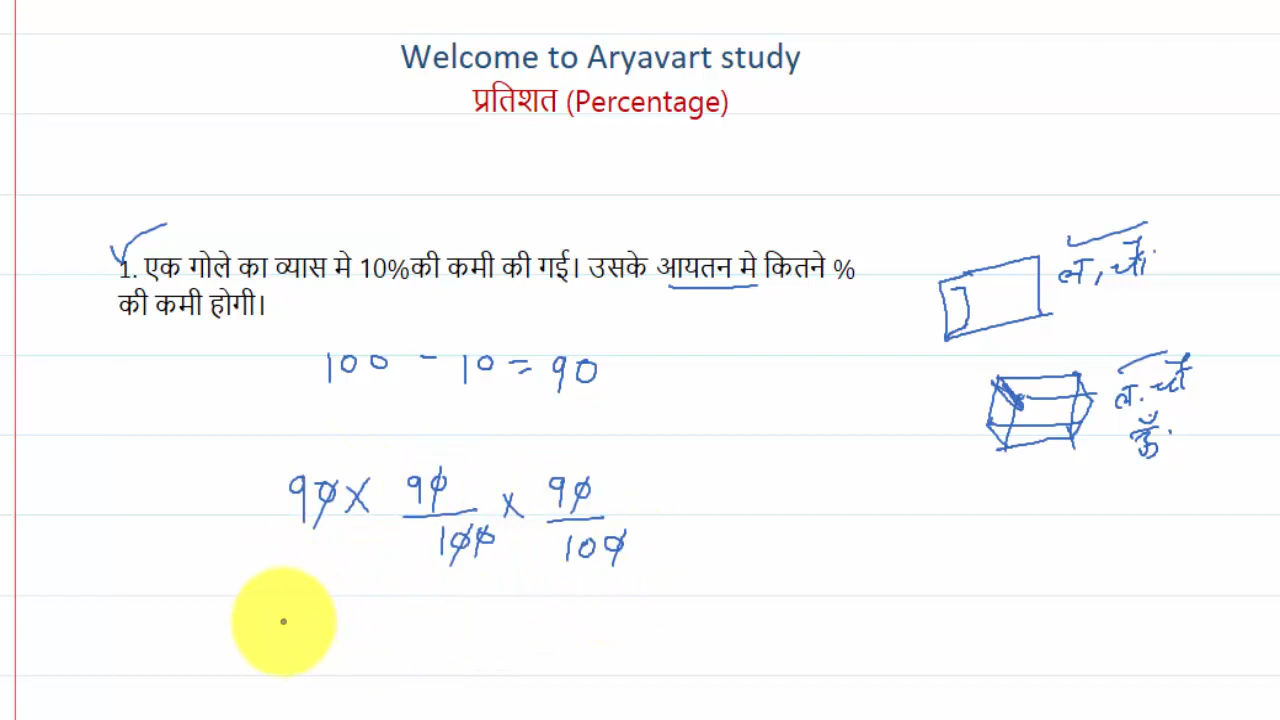 Welcome to Aryavart study
प्रतिशत (Percentage)
1. एक गोले का व्यास मे 10%की कमी की गई। उसके आयतन मे कितने %
की कमी होगी।
ल, चौ.
100 - 10 = 90
ल. चौ
ऊँ.
90 x 90/100 x 90/100